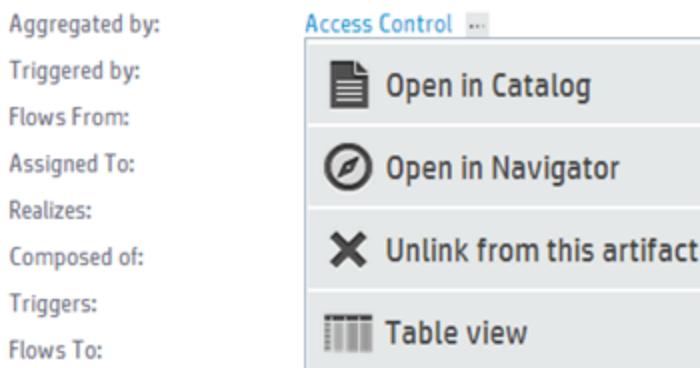 Aggregated by:
Access Control ...
Triggered by:
Open in Catalog
Flows From:
Assigned To:
Open in Navigator
Realizes:
Composed of:
Unlink from this artifact
Triggers:
Table view
Flows To: